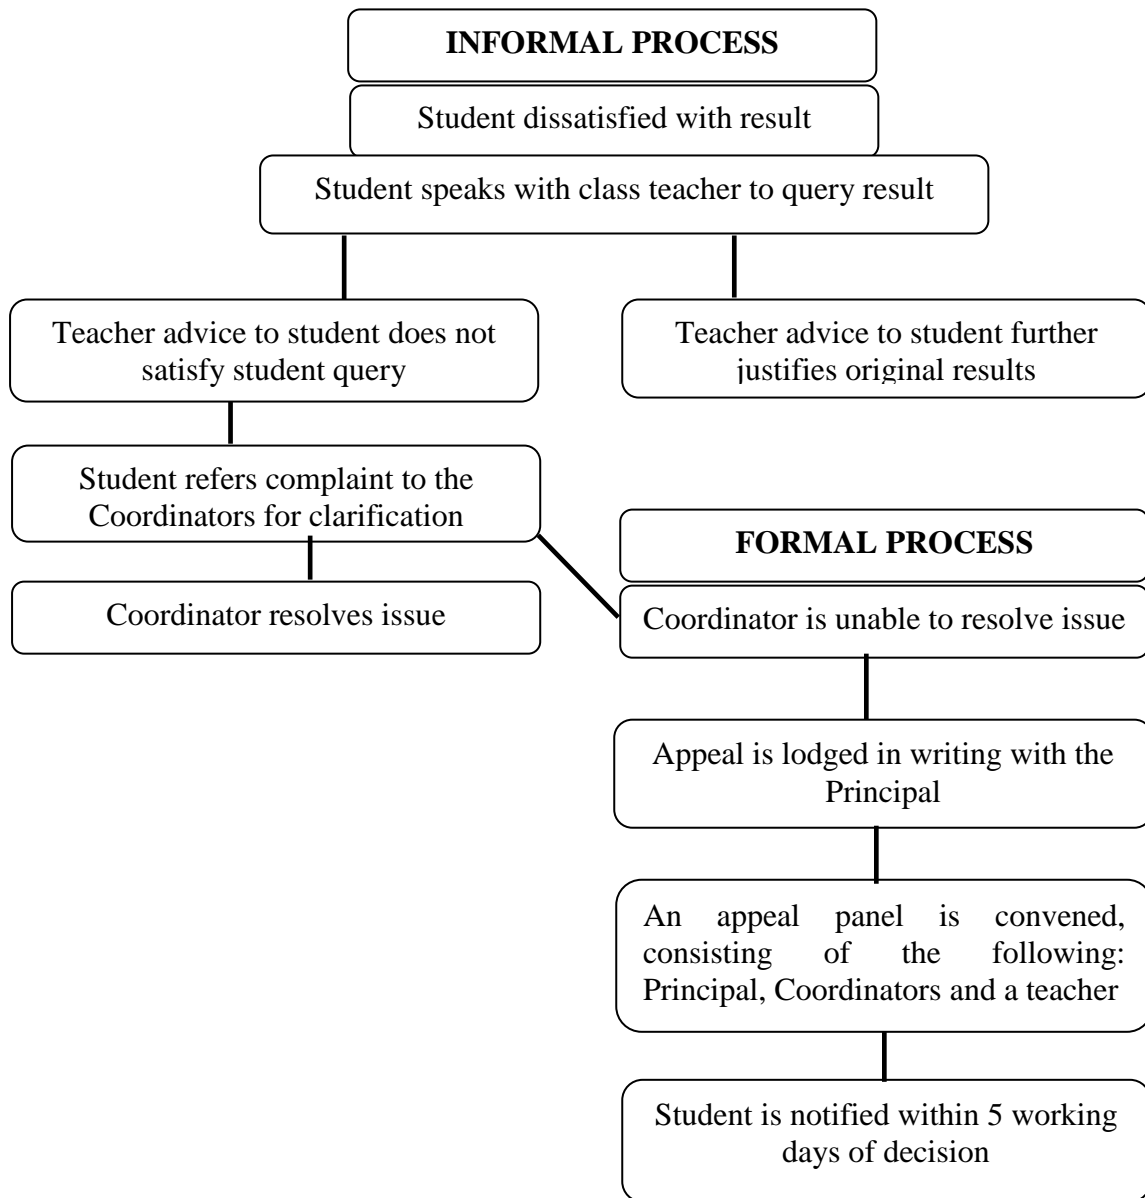 INFORMAL PROCESS
Student dissatisfied with result
Student speaks with class teacher to query result
Teacher advice to student does not
satisfy student query
Teacher advice to student further
justifies original results
Student refers complaint to the
Coordinators for clarification
Coordinator resolves issue
FORMAL PROCESS
Coordinator is unable to resolve issue
Appeal is lodged in writing with the
Principal
An appeal panel is convened,
consisting of the following:
Principal, Coordinators and a teacher
Student is notified within 5 working
days of decision